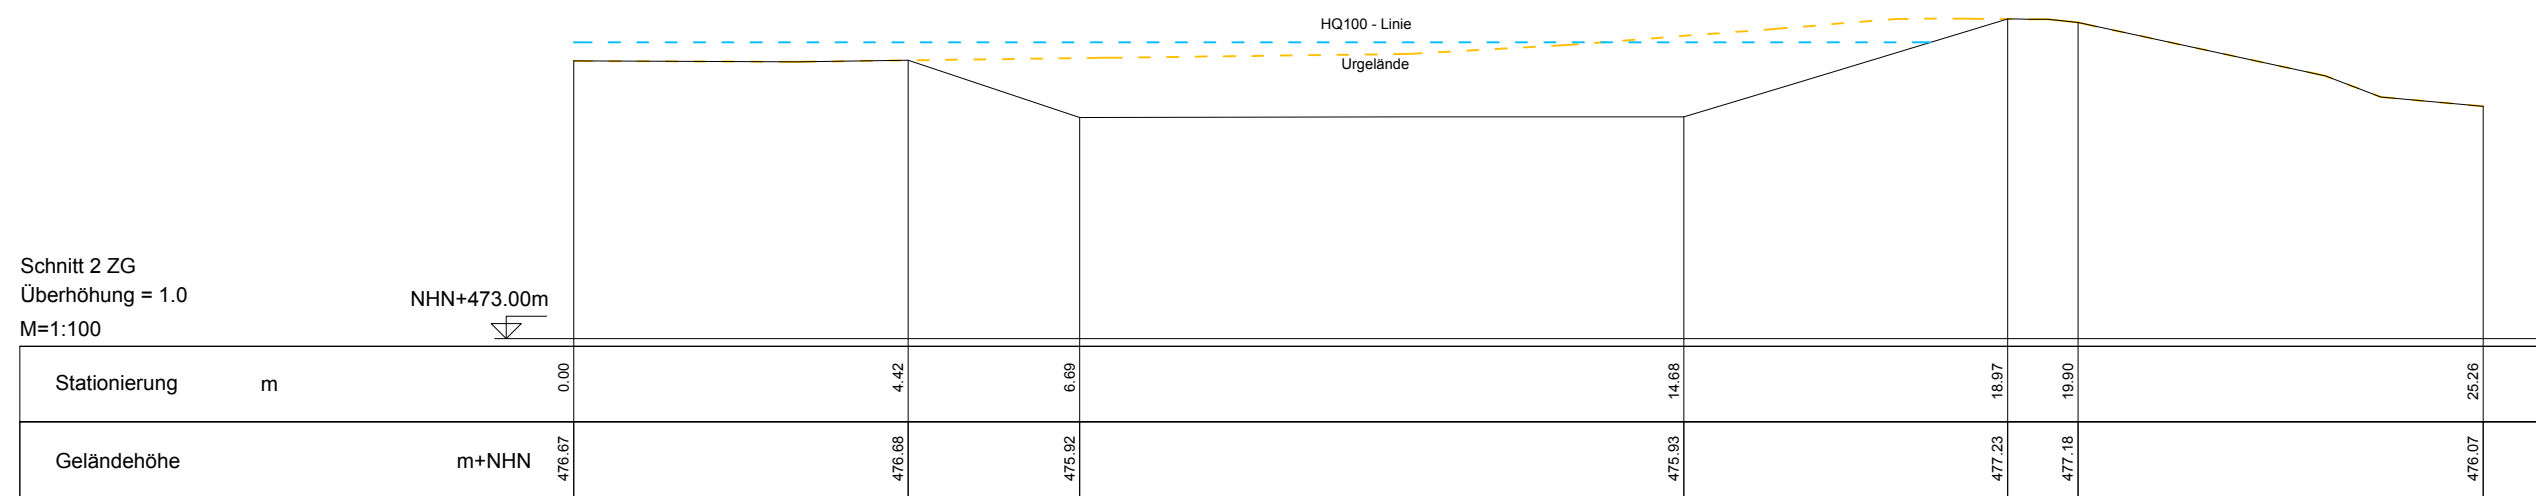 HQ100 - Linie
Urgelände
Schnitt 2 ZG
Überhöhung = 1.0
M=1:100
NHN+473.00m
Stationierung m 0.00 4.42 6.69 14.68 18.97 19.90 25.26
Geländehöhe m+NHN 476.67 476.68 475.92 475.93 477.23 477.18 476.07